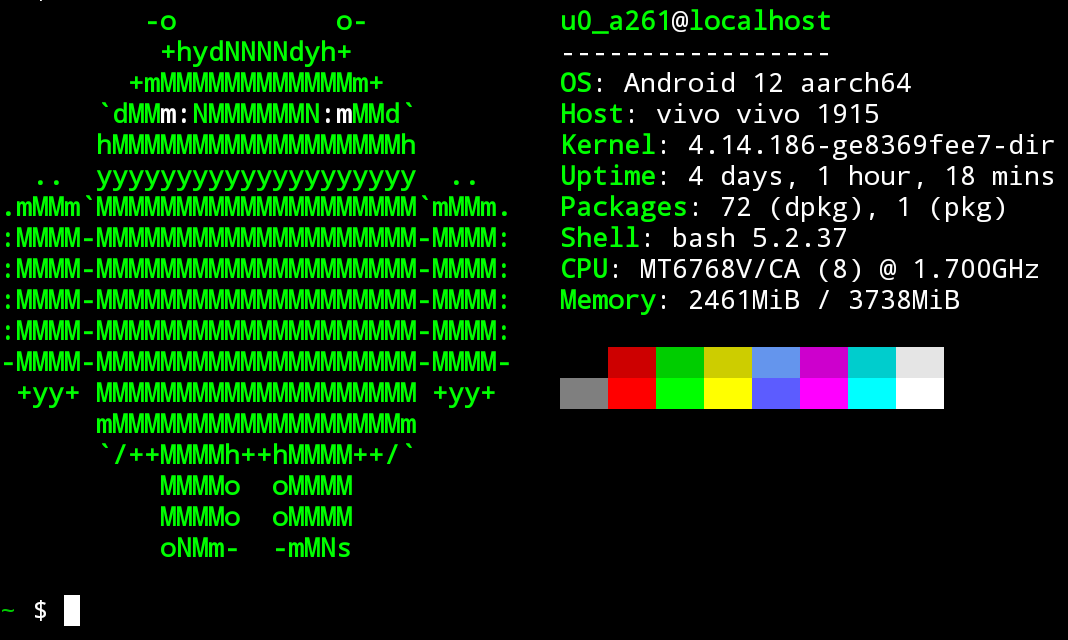 u0_a261@localhost
-----------------
OS: Android 12 aarch64
Host: vivo vivo 1915
Kernel: 4.14.186-ge8369fee7-dir
Uptime: 4 days, 1 hour, 18 mins
Packages: 72 (dpkg), 1 (pkg)
Shell: bash 5.2.37
CPU: MT6768V/CA (8) @ 1.700GHz
Memory: 2461MiB / 3738MiB
-o          o-
+hydNNNNdyh+
+mMMMMMMMMMMMMm+
`dMMm:NMMMMMMN:mMMd`
hMMMMMMMMMMMMMMMMMMh
..  yyyyyyyyyyyyyyyyyyyy  ..
.mMMm`MMMMMMMMMMMMMMMMMMMM`mMMm.
:MMMM-MMMMMMMMMMMMMMMMMMMM-MMMM:
:MMMM-MMMMMMMMMMMMMMMMMMMM-MMMM:
:MMMM-MMMMMMMMMMMMMMMMMMMM-MMMM:
:MMMM-MMMMMMMMMMMMMMMMMMMM-MMMM:
-MMMM-MMMMMMMMMMMMMMMMMMMM-MMMM-
+yy+ MMMMMMMMMMMMMMMMMMMM +yy+
mMMMMMMMMMMMMMMMMMMm
`/++MMMMh++hMMMM++/`
MMMMo  oMMMM
MMMMo  oMMMM
oNMm-  -mMNs
~ $